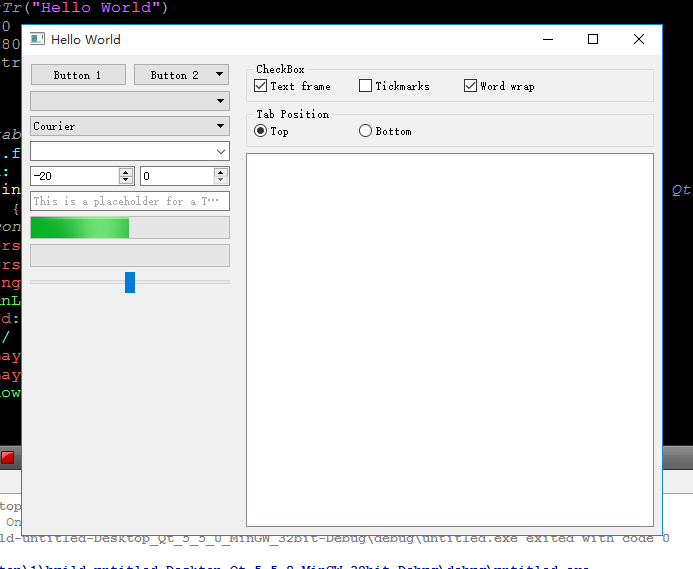 Tr("Hello World")
0
80
tr
Hello World
Button 1
Button 2
Courier
-20
0
This is a placeholder for a T…
CheckBox
Text frame
Tickmarks
Word wrap
Tab Position
Top
Bottom
ab
.f
:
in
Qt
{
con
rs
rs
ng
nL
d:
/
ay
ay
ow
top
On
ld-untitled-Desktop_Qt_5_5_0_MinGW_32bit-Debug\debug\untitled.exe exited with code 0